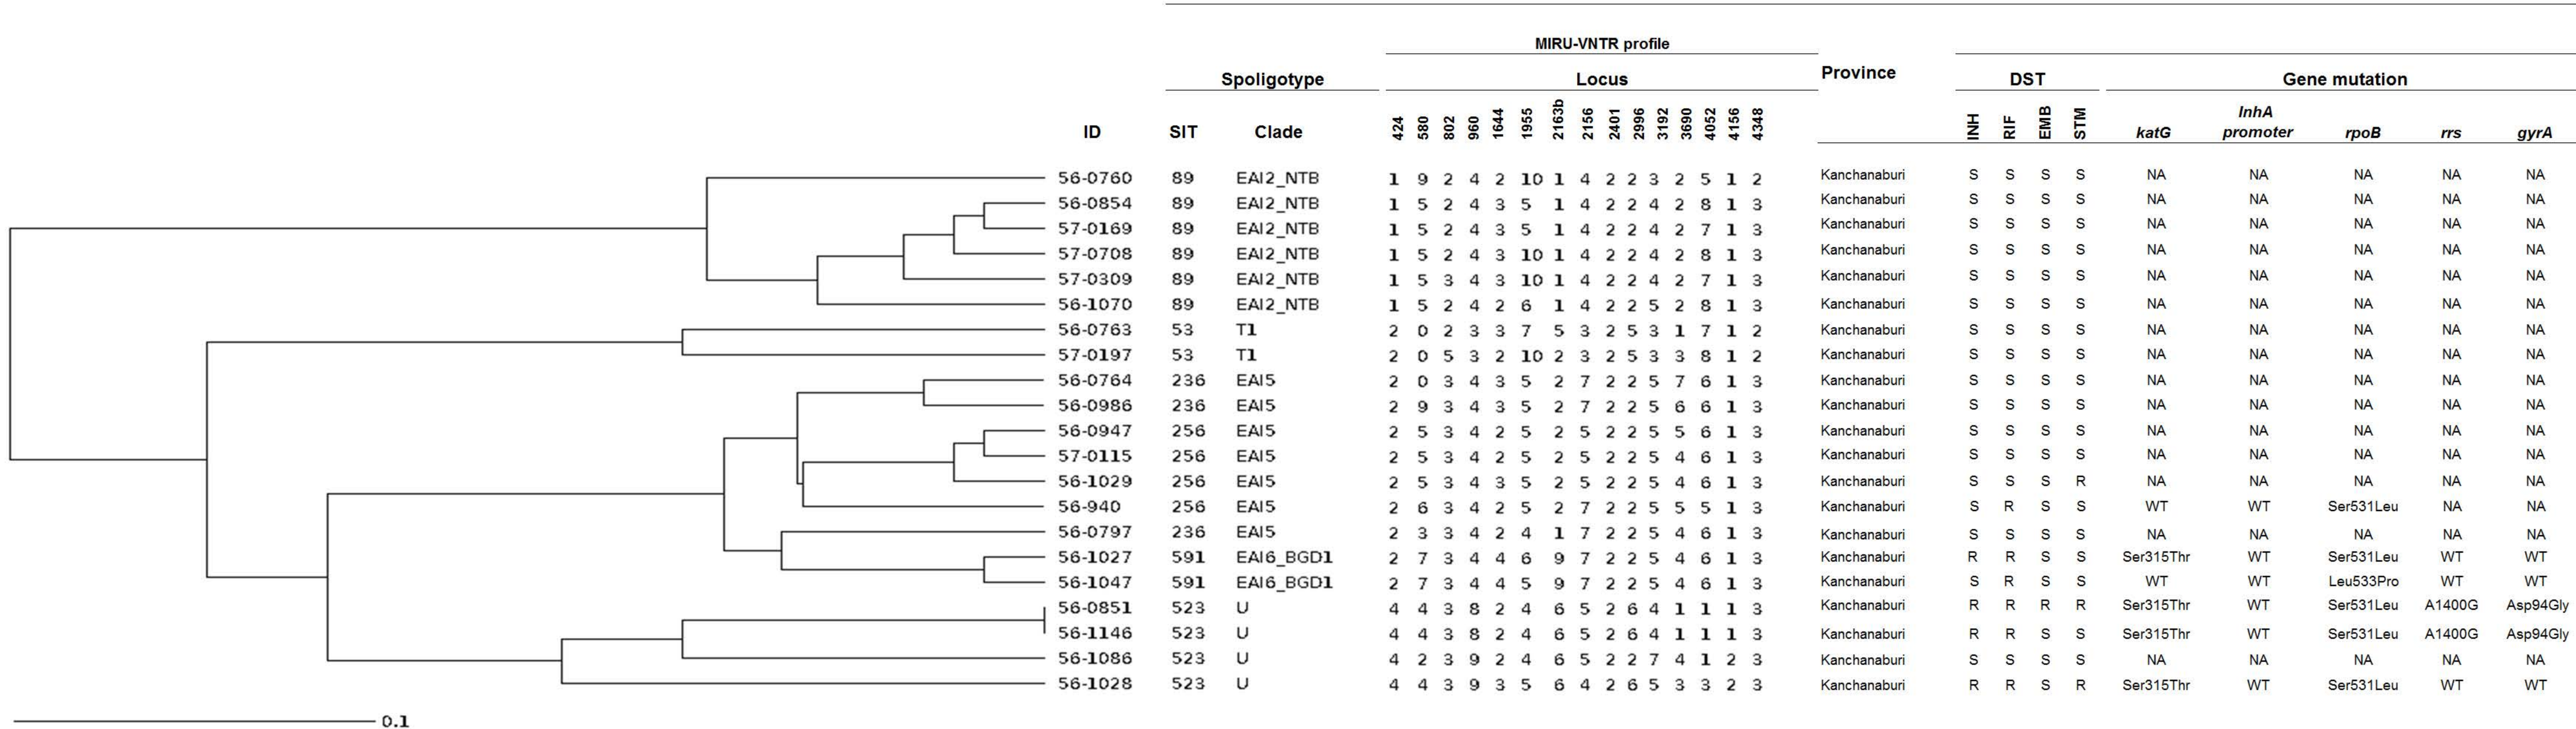 MIRU-VNTR profile
Spoligotype Locus Province DST Gene mutation
ID SIT Clade 424 580 802 960 1644 1955 2163b 2156 2401 2996 3192 3690 4052 4156 4348 INH RIF EMB STM katG InhA promoter rpoB rrs gyrA
56-0760 89 EAI2_NTB 1 9 2 4 2 10 1 4 2 2 3 2 5 1 2 Kanchanaburi S S S S NA NA NA NA NA
56-0854 89 EAI2_NTB 1 5 2 4 3 5 1 4 2 2 4 2 8 1 3 Kanchanaburi S S S S NA NA NA NA NA
57-0169 89 EAI2_NTB 1 5 2 4 3 5 1 4 2 2 4 2 7 1 3 Kanchanaburi S S S S NA NA NA NA NA
57-0708 89 EAI2_NTB 1 5 2 4 3 10 1 4 2 2 4 2 8 1 3 Kanchanaburi S S S S NA NA NA NA NA
57-0309 89 EAI2_NTB 1 5 3 4 3 10 1 4 2 2 4 2 7 1 3 Kanchanaburi S S S S NA NA NA NA NA
56-1070 89 EAI2_NTB 1 5 2 4 2 6 1 4 2 2 5 2 8 1 3 Kanchanaburi S S S S NA NA NA NA NA
56-0763 53 T1 2 0 2 3 3 7 5 3 2 5 3 1 7 1 2 Kanchanaburi S S S S NA NA NA NA NA
57-0197 53 T1 2 0 5 3 2 10 2 3 2 5 3 3 8 1 2 Kanchanaburi S S S S NA NA NA NA NA
56-0764 236 EAI5 2 0 3 4 3 5 2 7 2 2 5 7 6 1 3 Kanchanaburi S S S S NA NA NA NA NA
56-0986 236 EAI5 2 9 3 4 3 5 2 7 2 2 5 6 6 1 3 Kanchanaburi S S S S NA NA NA NA NA
56-0947 256 EAI5 2 5 3 4 2 5 2 5 2 2 5 5 6 1 3 Kanchanaburi S S S S NA NA NA NA NA
57-0115 256 EAI5 2 5 3 4 2 5 2 5 2 2 5 4 6 1 3 Kanchanaburi S S S S NA NA NA NA NA
56-1029 256 EAI5 2 5 3 4 3 5 2 5 2 2 5 4 6 1 3 Kanchanaburi S S S R NA NA NA NA NA
56-940 256 EAI5 2 6 3 4 2 5 2 7 2 2 5 5 5 1 3 Kanchanaburi S R S S WT WT Ser531Leu NA NA
56-0797 236 EAI5 2 3 3 4 2 4 1 7 2 2 5 4 6 1 3 Kanchanaburi S S S S NA NA NA NA NA
56-1027 591 EAI6_BGD1 2 7 3 4 4 6 9 7 2 2 5 4 6 1 3 Kanchanaburi R R S S Ser315Thr WT Ser531Leu WT WT
56-1047 591 EAI6_BGD1 2 7 3 4 4 5 9 7 2 2 5 4 6 1 3 Kanchanaburi S R S S WT WT Leu533Pro WT WT
56-0851 523 U 4 4 3 8 2 4 6 5 2 6 4 1 1 1 3 Kanchanaburi R R R R Ser315Thr WT Ser531Leu A1400G Asp94Gly
56-1146 523 U 4 4 3 8 2 4 6 5 2 6 4 1 1 1 3 Kanchanaburi R R S S Ser315Thr WT Ser531Leu A1400G Asp94Gly
56-1086 523 U 4 2 3 9 2 4 6 5 2 2 7 4 1 2 3 Kanchanaburi S S S S NA NA NA NA NA
56-1028 523 U 4 4 3 9 3 5 6 4 2 6 5 3 3 2 3 Kanchanaburi R R S R Ser315Thr WT Ser531Leu WT WT
0.1